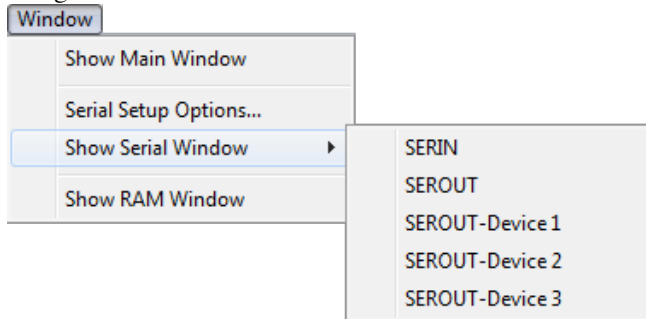 Window
Show Main Window
Serial Setup Options...
Show Serial Window
Show RAM Window
SERIN
SEROUT
SEROUT-Device 1
SEROUT-Device 2
SEROUT-Device 3